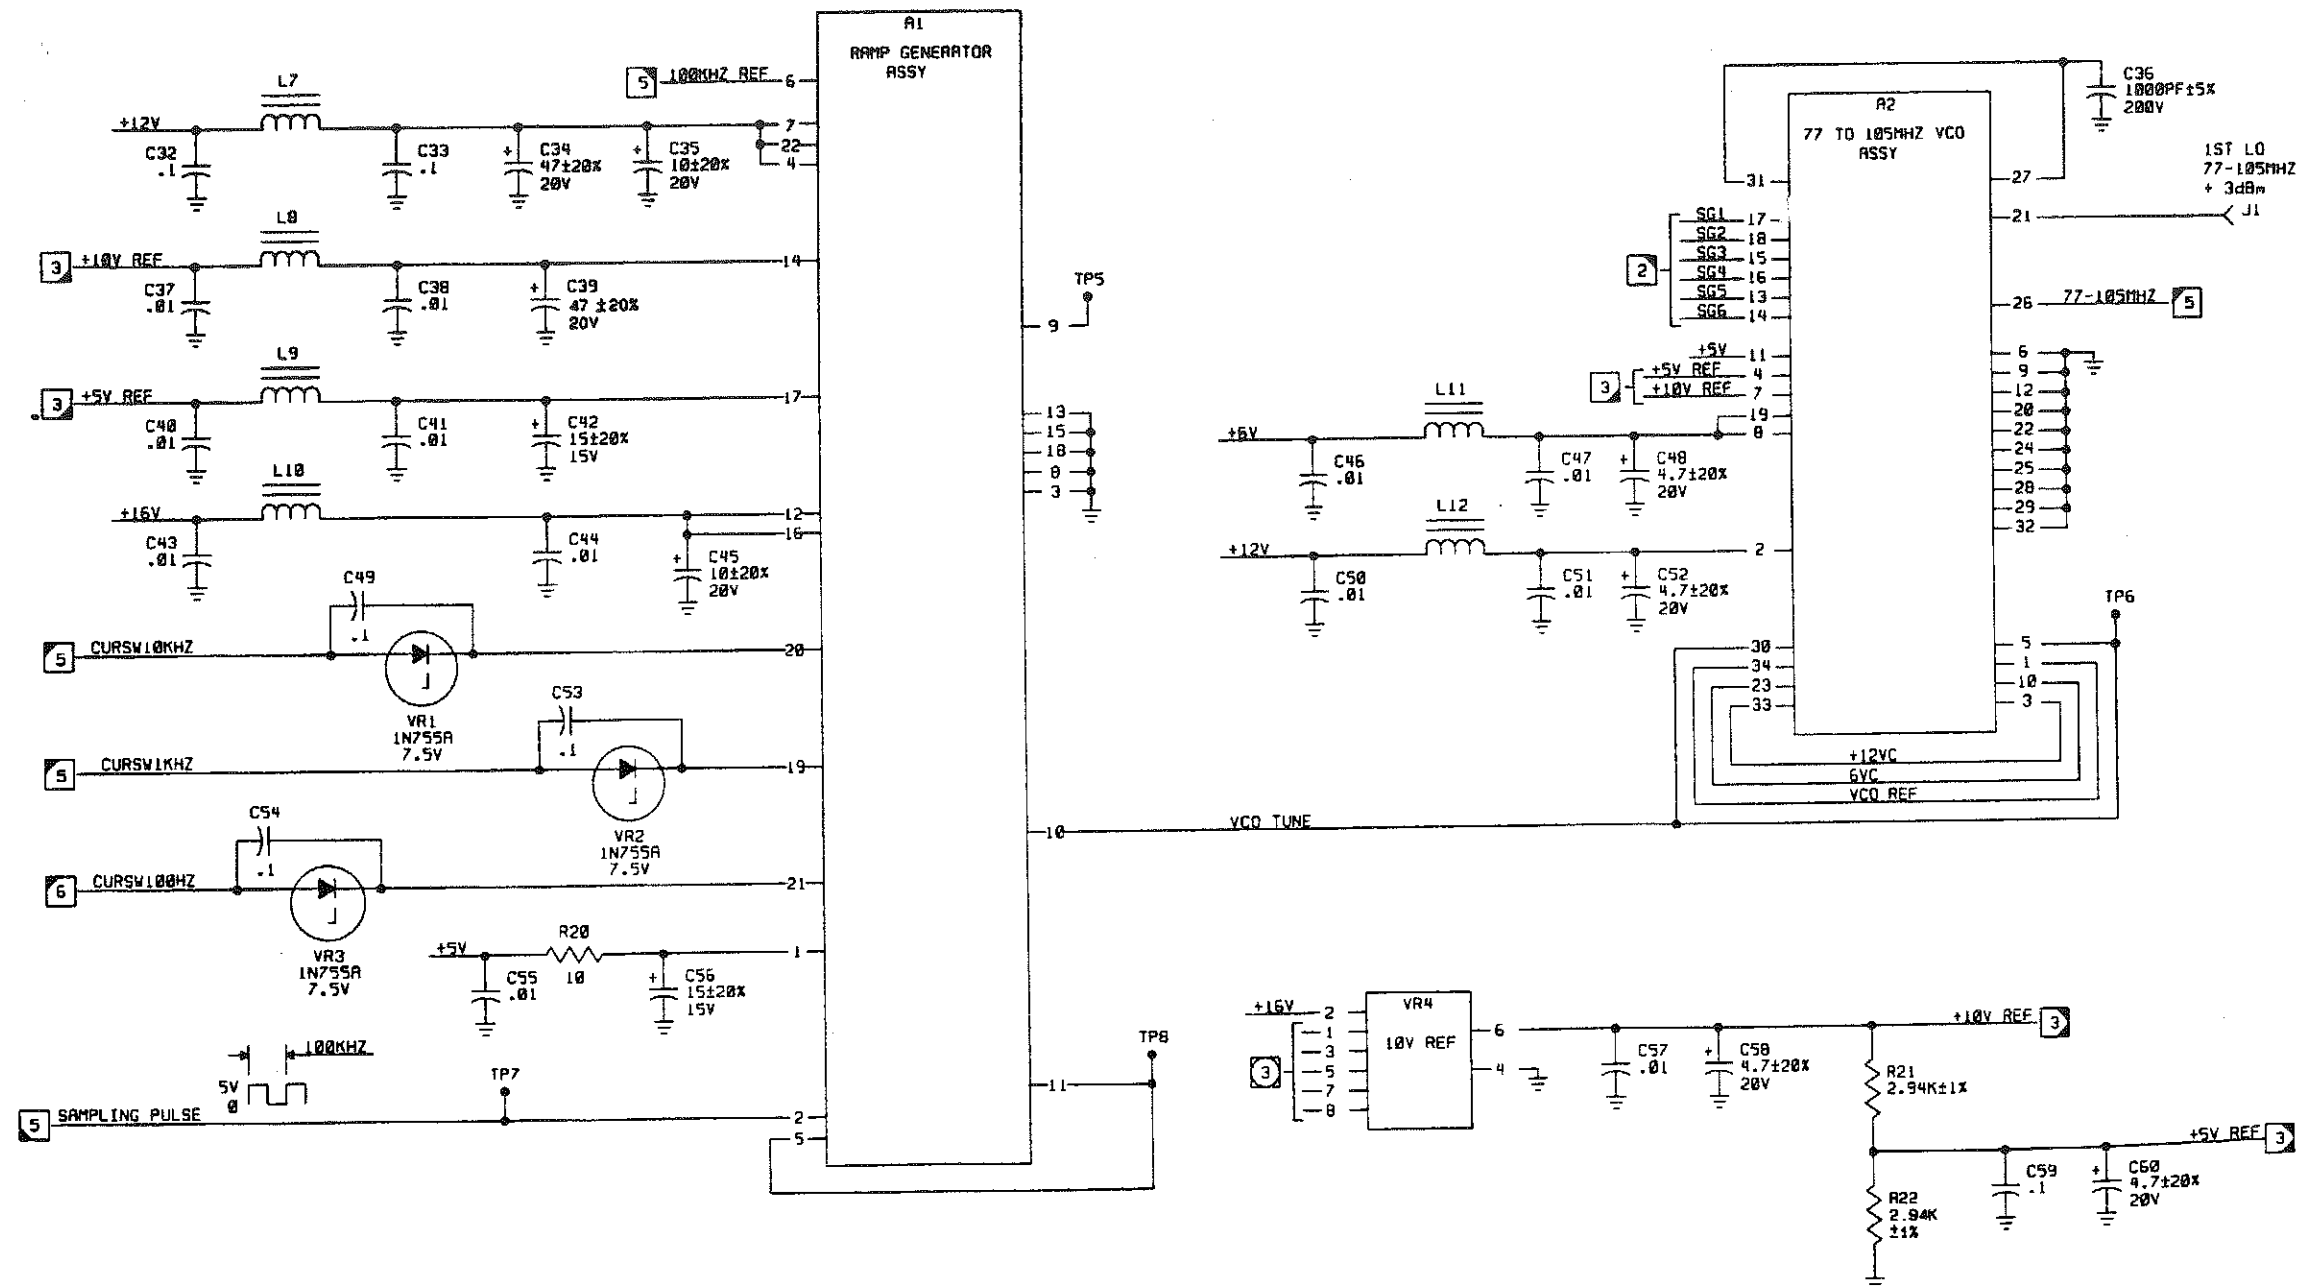 A1
RAMP GENERATOR
ASSY
5
100KHZ REF
6
L7
+12V
7
22
4
C32
.1
C33
.1
+
C34
47±20%
20V
+
C35
10±20%
20V
L8
3
+10V REF
14
C37
.01
C38
.01
+
C39
47 ±20%
20V
L9
3
+5V REF
17
C40
.01
C41
.01
+
C42
15±20%
15V
L10
+16V
12
16
C43
.01
C44
.01
+
C45
10±20%
20V
C49
.1
5
CURSW10KHZ
20
VR1
1N755A
7.5V
C53
.1
5
CURSW1KHZ
19
VR2
1N755A
7.5V
C54
.1
6
CURSW100HZ
21
VR3
1N755A
7.5V
+5V
R20
10
1
C55
.01
+
C56
15±20%
15V
100KHZ
5V
0
TP7
5
SAMPLING PULSE
2
5
TP5
9
13
15
18
8
3
10
VCO TUNE
TP8
11
A2
77 TO 105MHZ VCO
ASSY
C36
1000PF±5%
200V
1ST LO
77-105MHZ
+ 3dBm
J1
31
27
21
2
SG1 17
SG2 18
SG3 15
SG4 16
SG5 13
SG6 14
26
77-105MHZ
5
+5V 11
3
+5V REF 4
+10V REF 7
19
8
6
9
12
20
22
24
25
28
29
32
L11
+6V
C46
.01
C47
.01
+
C48
4.7±20%
20V
L12
+12V
2
C50
.01
C51
.01
+
C52
4.7±20%
20V
TP6
30
34
23
33
5
1
10
3
+12VC
6VC
VCO REF
+16V
2
1
3
5
7
8
3
VR4
10V REF
6
4
C57
.01
+
C58
4.7±20%
20V
+10V REF
3
R21
2.94K±1%
+5V REF
3
C59
.1
+
C60
4.7±20%
20V
R22
2.94K
±1%